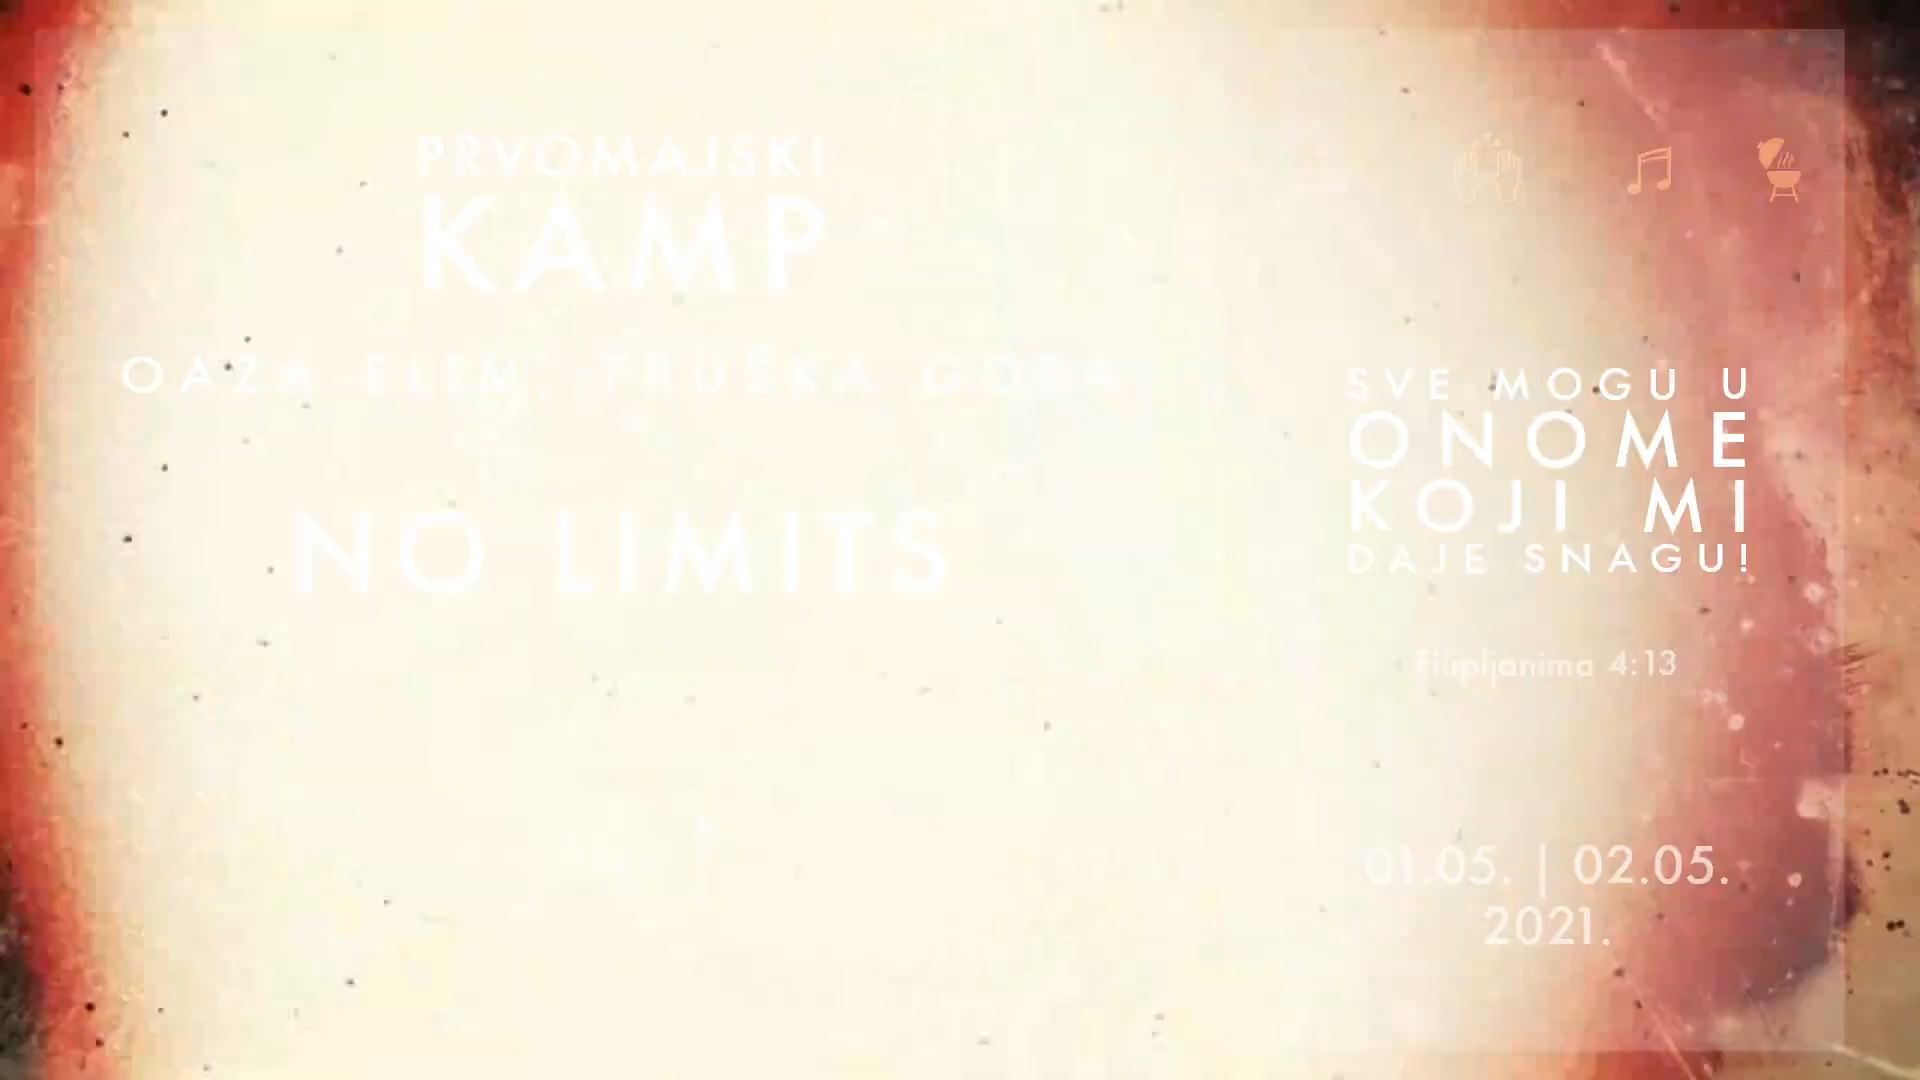 PRVOMAJSKI
KAMP
OAZA "ELIM", FRUŠKA GORA
NO LIMITS
SVE MOGU U
ONOME
KOJI MI
DAJE SNAGU!
Filipljanima 4:13
01.05. | 02.05.
2021.